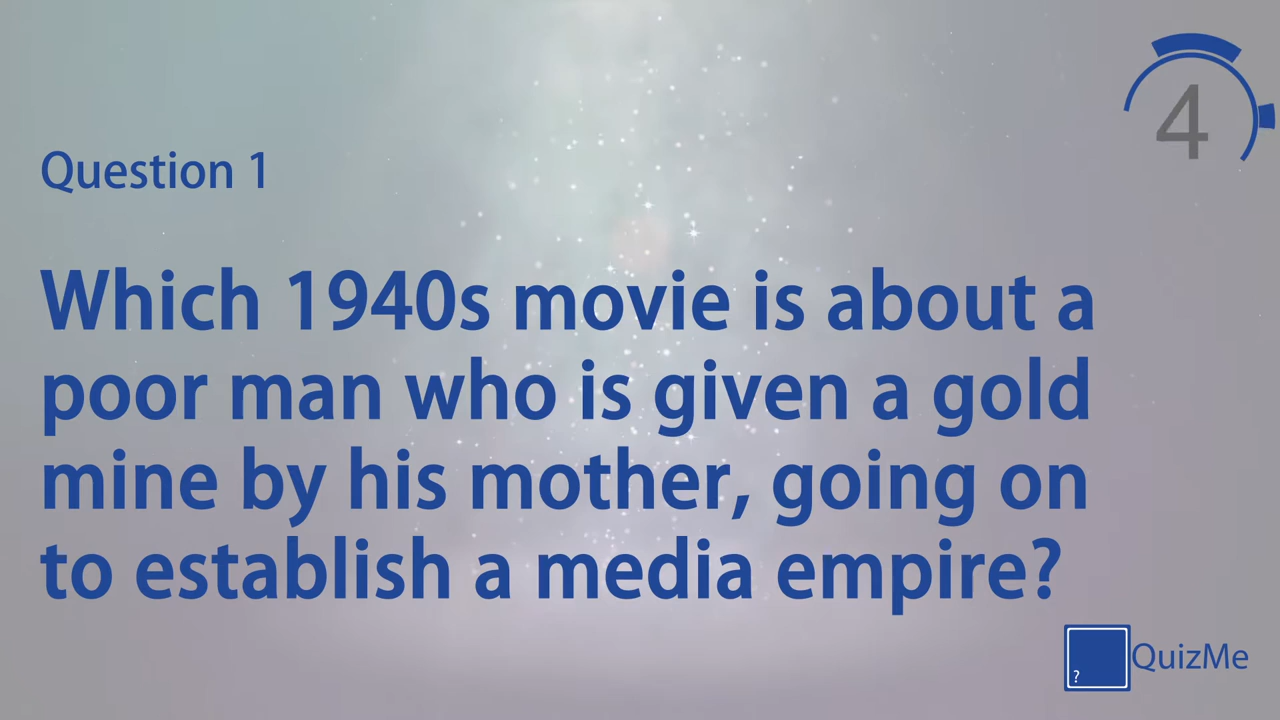 4
Question 1
Which 1940s movie is about a
poor man who is given a gold
mine by his mother, going on
to establish a media empire?
?
QuizMe